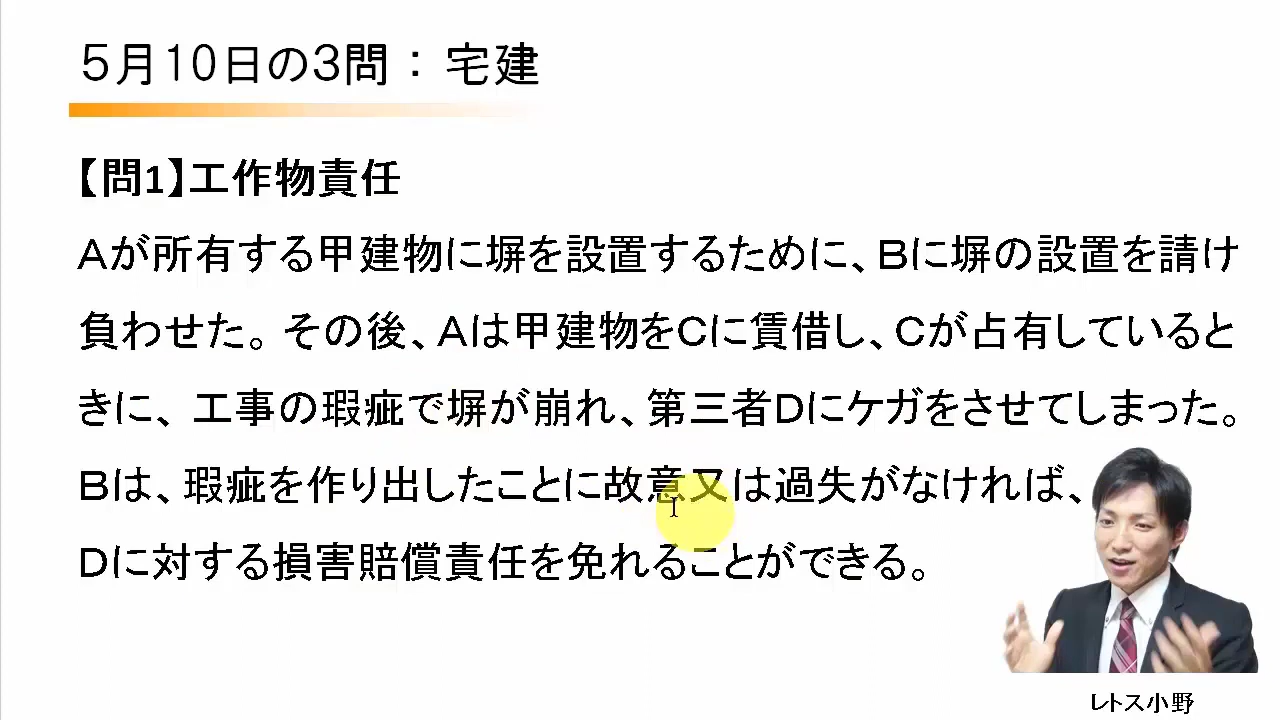 5月10日の3問：宅建
【問1】工作物責任
Aが所有する甲建物に塀を設置するために、Bに塀の設置を請け
負わせた。その後、Aは甲建物をCに賃借し、Cが占有していると
きに、工事の瑕疵で塀が崩れ、第三者Dにケガをさせてしまった。
Bは、瑕疵を作り出したことに故意又は過失がなければ、
Dに対する損害賠償責任を免れることができる。
レトス小野